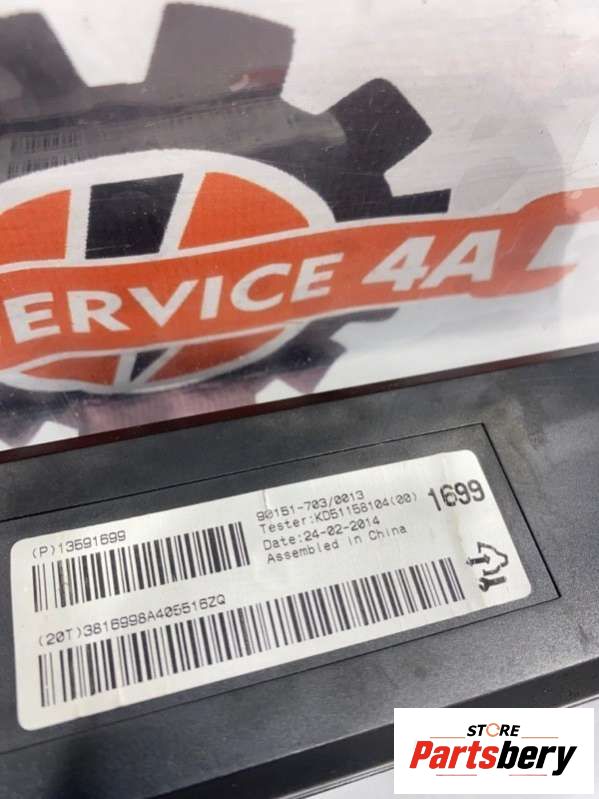 SERVICE 4A
90151-703/0013
Tester:KD51158104(00)
Date:24-02-2014
Assembled in China
1699
(P)13591699
(20T)3816998A405516ZQ
STORE
Partsbery